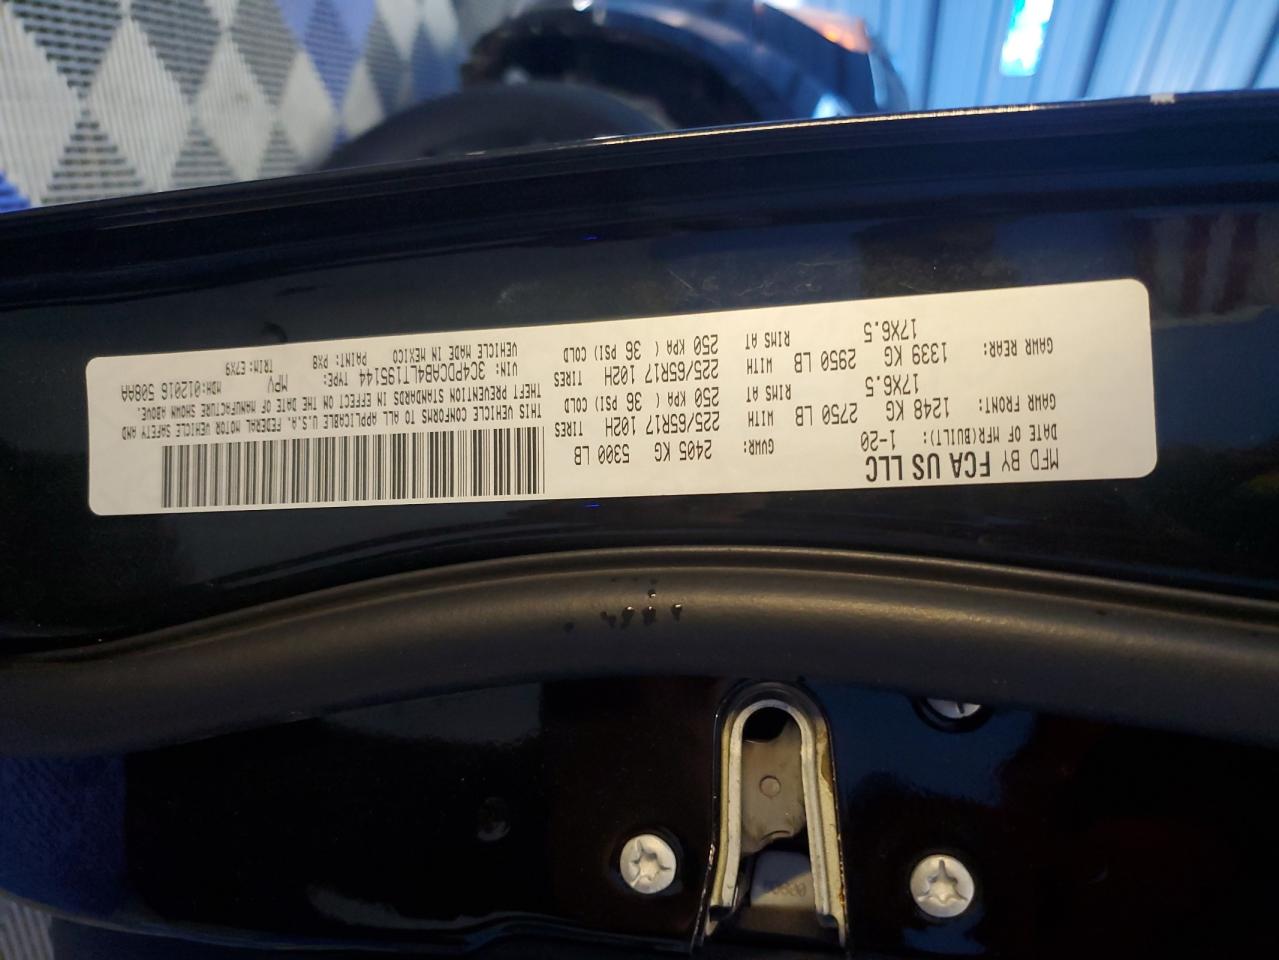 MFD BY FCA US LLC
DATE OF MFR(BUILT): 1-20 GVWR: 2405 KG 5300 LB
GAWR FRONT: 1248 KG 2750 LB WITH 225/65R17 102H TIRES
17X6.5 RIMS AT 250 KPA ( 36 PSI) COLD
GAWR REAR: 1339 KG 2950 LB WITH 225/65R17 102H TIRES
17X6.5 RIMS AT 250 KPA ( 36 PSI) COLD
THIS VEHICLE CONFORMS TO ALL APPLICABLE U.S.A. FEDERAL MOTOR VEHICLE SAFETY AND
THEFT PREVENTION STANDARDS IN EFFECT ON THE DATE OF MANUFACTURE SHOWN ABOVE.
VIN: 3C4PDCAB4LT195144 TYPE: MPV MDH:012016 508AA
VEHICLE MADE IN MEXICO PAINT: PX8 TRIM: E7X9